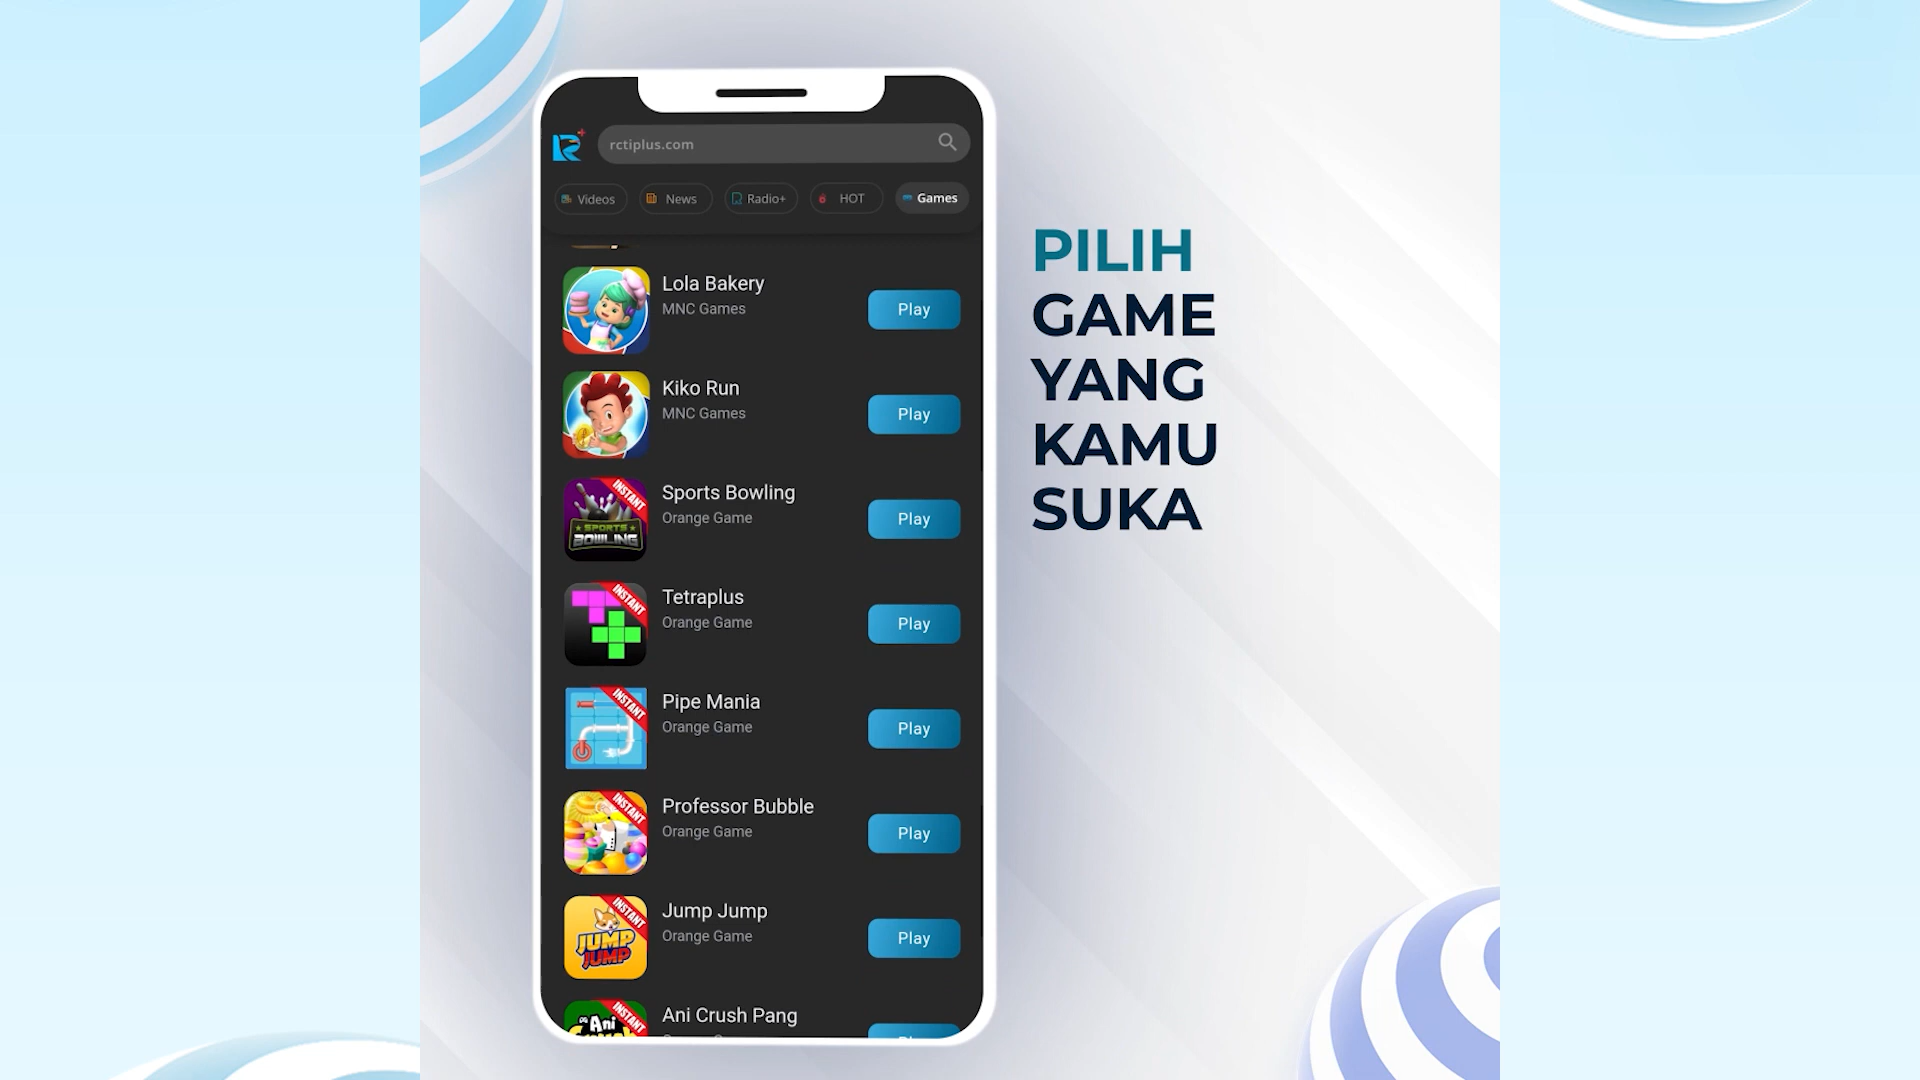 rctiplus.com
Videos
News
Radio+
HOT
Games
Lola Bakery
MNC Games
Play
Kiko Run
MNC Games
Play
INSTANT
SPORTS
BOWLING
Sports Bowling
Orange Game
Play
INSTANT
Tetraplus
Orange Game
Play
INSTANT
Pipe Mania
Orange Game
Play
INSTANT
Professor Bubble
Orange Game
Play
INSTANT
JUMP
JUMP
Jump Jump
Orange Game
Play
INSTANT
Ani
Ani Crush Pang
PILIH
GAME
YANG
KAMU
SUKA